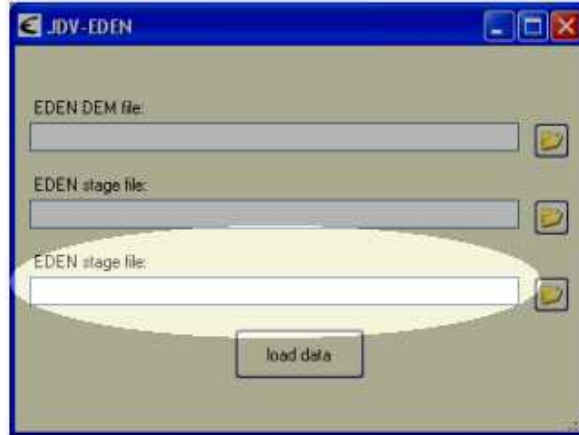 JDV-EDEN
EDEN DEM file:
EDEN stage file:
EDEN stage file:
load data